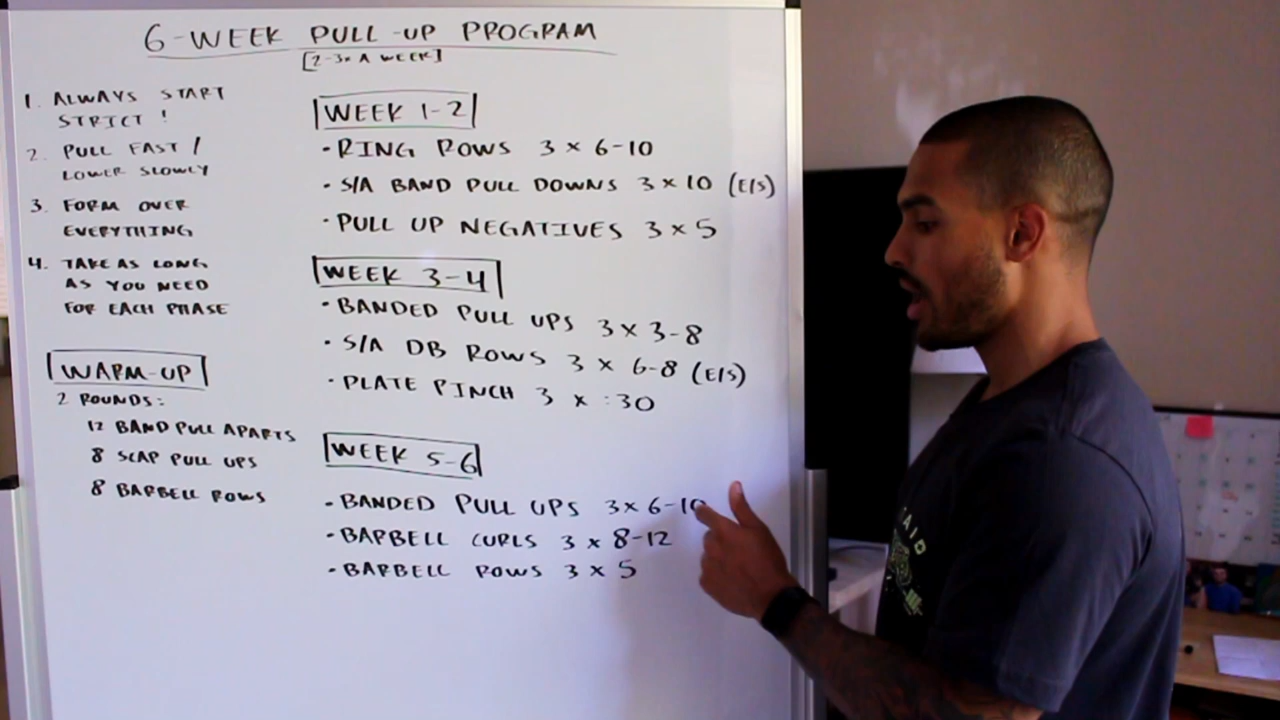 6-WEEK PULL-UP PROGRAM
[2-3x A WEEK]
1. ALWAYS START
STRICT!
2. PULL FAST /
LOWER SLOWLY
3. FORM OVER
EVERYTHING
4. TAKE AS LONG
AS YOU NEED
FOR EACH PHASE
WARM-UP
2 ROUNDS:
12 BAND PULL APARTS
8 SCAP PULL UPS
8 BARBELL ROWS
WEEK 1-2
• RING ROWS 3 x 6-10
• S/A BAND PULL DOWNS 3 x 10 (E/S)
• PULL UP NEGATIVES 3 x 5
WEEK 3-4
• BANDED PULL UPS 3 x 3-8
• S/A DB ROWS 3 x 6-8 (E/S)
• PLATE PINCH 3 x :30
WEEK 5-6
• BANDED PULL UPS 3 x 6-10
• BARBELL CURLS 3 x 8-12
• BARBELL ROWS 3 x 5